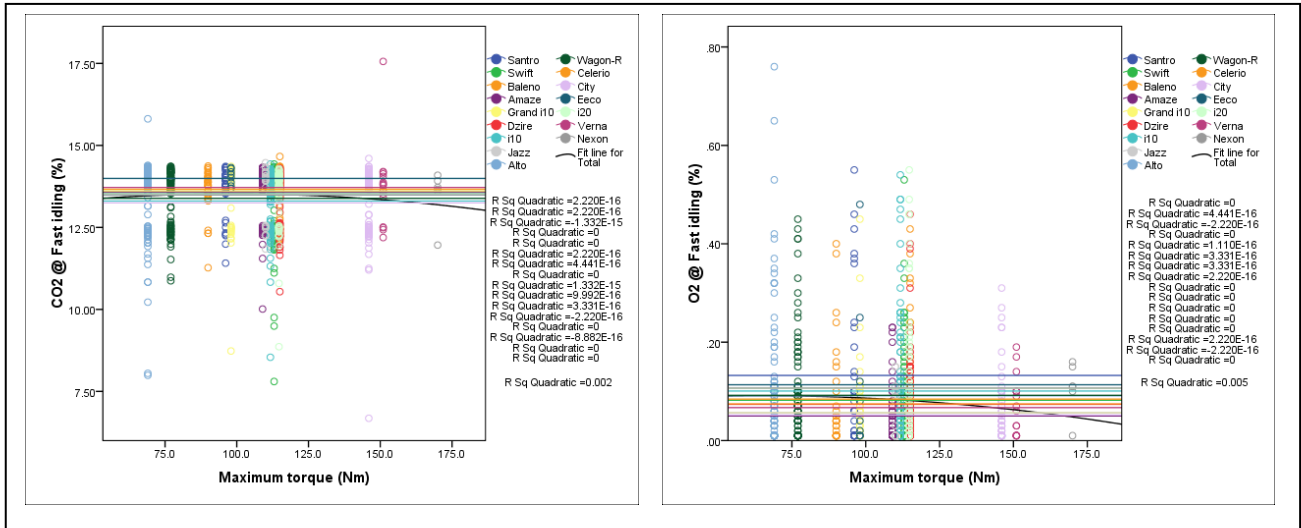 CO2 @ Fast idling (%)
17.50
15.00
12.50
10.00
7.50
75.0 100.0 125.0 150.0 175.0
Maximum torque (Nm)
Santro Wagon-R
Swift Celerio
Baleno City
Amaze Eeco
Grand i10 i20
Dzire Verna
i10 Nexon
Jazz Fit line for
Alto Total
R Sq Quadratic =2.220E-16
R Sq Quadratic =2.220E-16
R Sq Quadratic =-1.332E-15
R Sq Quadratic =0
R Sq Quadratic =0
R Sq Quadratic =2.220E-16
R Sq Quadratic =4.441E-16
R Sq Quadratic =0
R Sq Quadratic =1.332E-15
R Sq Quadratic =9.992E-16
R Sq Quadratic =3.331E-16
R Sq Quadratic =-2.220E-16
R Sq Quadratic =0
R Sq Quadratic =-8.882E-16
R Sq Quadratic =0
R Sq Quadratic =0
R Sq Quadratic =0.002
O2 @ Fast idling (%)
.80
.60
.40
.20
.00
75.0 100.0 125.0 150.0 175.0
Maximum torque (Nm)
Santro Wagon-R
Swift Celerio
Baleno City
Amaze Eeco
Grand i10 i20
Dzire Verna
i10 Nexon
Jazz Fit line for
Alto Total
R Sq Quadratic =0
R Sq Quadratic =4.441E-16
R Sq Quadratic =-2.220E-16
R Sq Quadratic =0
R Sq Quadratic =1.110E-16
R Sq Quadratic =3.331E-16
R Sq Quadratic =3.331E-16
R Sq Quadratic =2.220E-16
R Sq Quadratic =0
R Sq Quadratic =0
R Sq Quadratic =0
R Sq Quadratic =0
R Sq Quadratic =0
R Sq Quadratic =2.220E-16
R Sq Quadratic =-2.220E-16
R Sq Quadratic =0
R Sq Quadratic =0.005